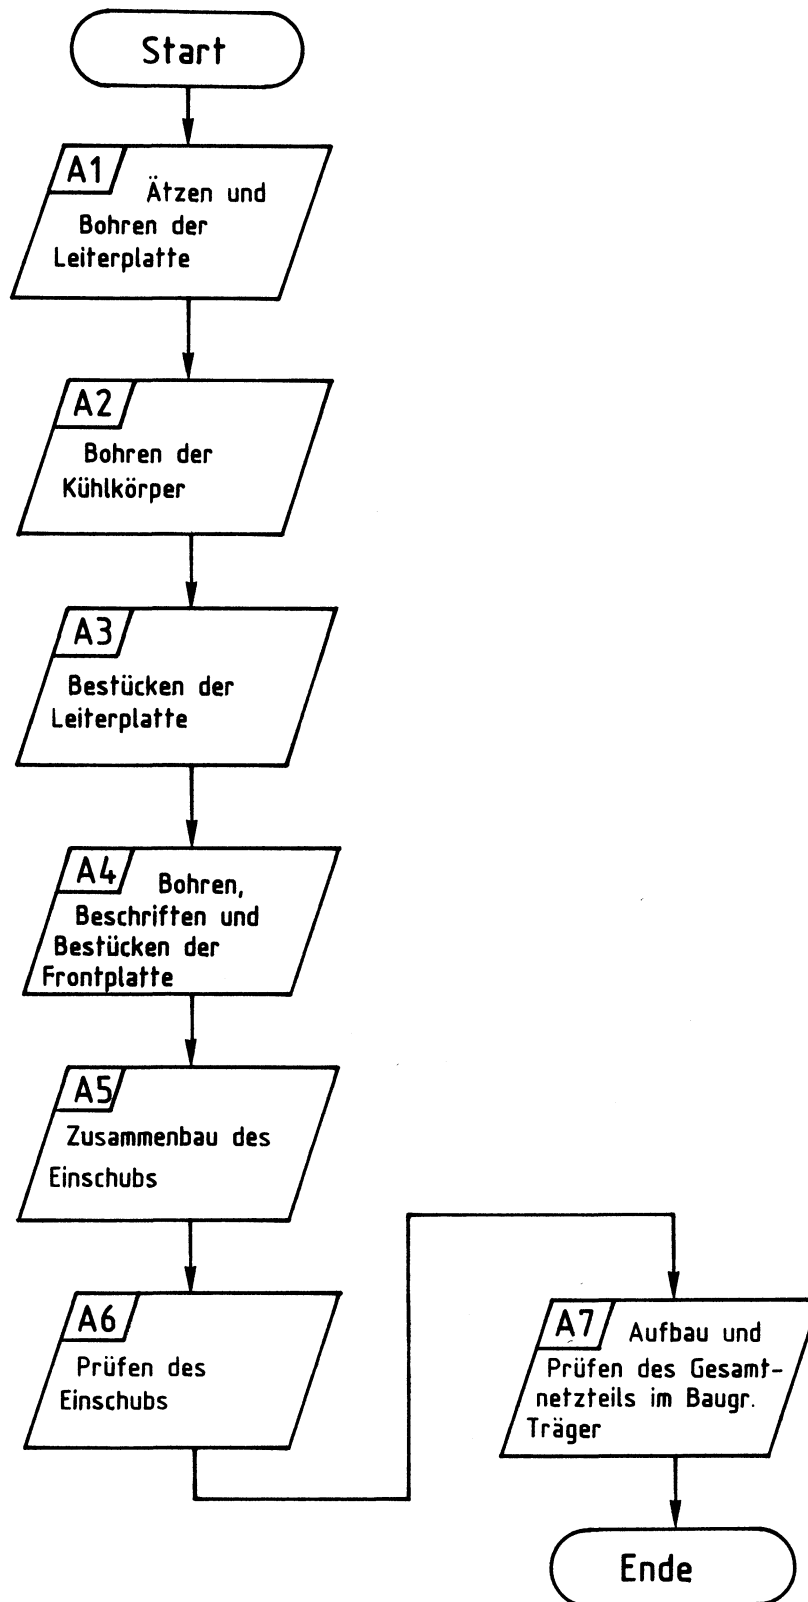 Start
A1
Ätzen und
Bohren der
Leiterplatte
A2
Bohren der
Kühlkörper
A3
Bestücken der
Leiterplatte
A4
Bohren,
Beschriften und
Bestücken der
Frontplatte
A5
Zusammenbau des
Einschubs
A6
Prüfen des
Einschubs
A7
Aufbau und
Prüfen des Gesamt-
netzteils im Baugr.
Träger
Ende